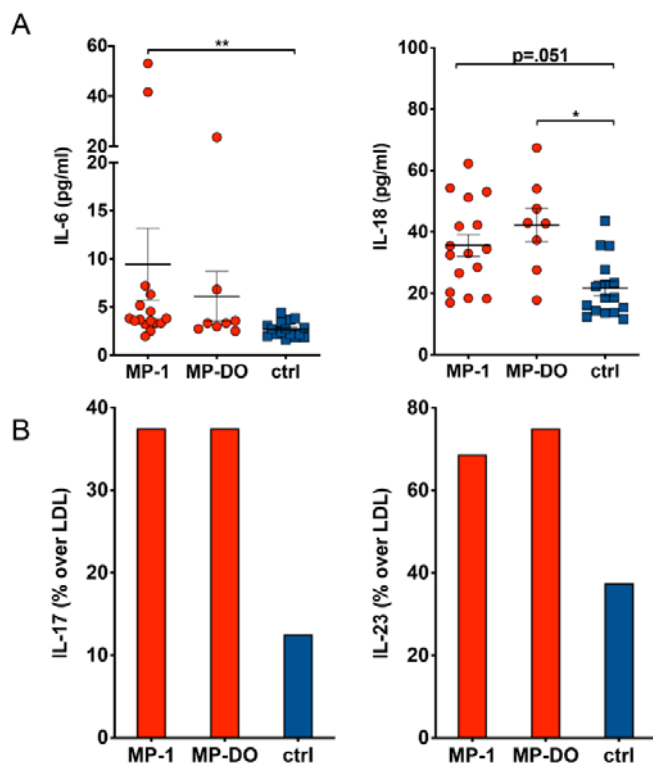 A
IL-6 (pg/ml)
60
40
20
20
15
10
5
0
**
MP-1 MP-DO ctrl
IL-18 (pg/ml)
100
80
60
40
20
0
p=.051
*
MP-1 MP-DO ctrl
B
IL-17 (% over LDL)
40
30
20
10
0
MP-1 MP-DO ctrl
IL-23 (% over LDL)
80
60
40
20
0
MP-1 MP-DO ctrl